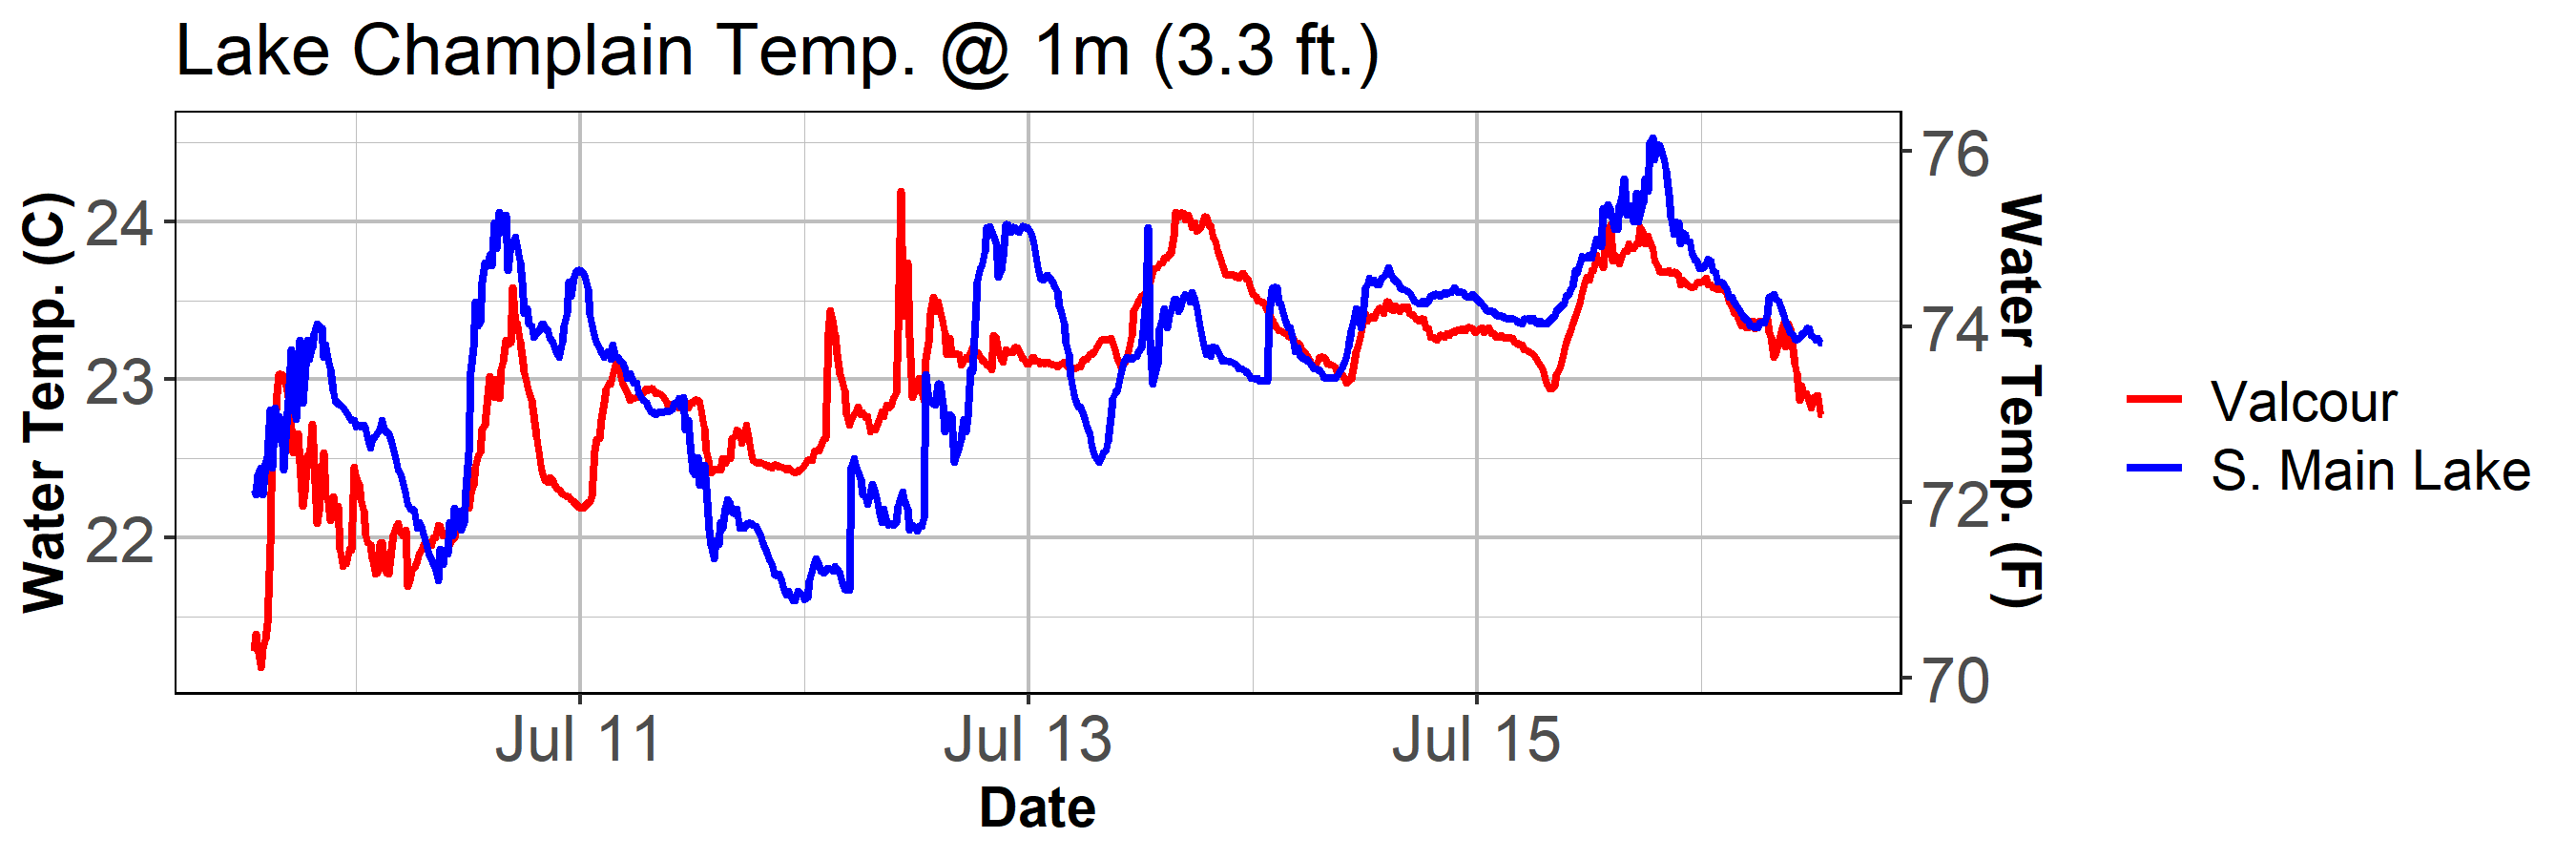 Lake Champlain Temp. @ 1m (3.3 ft.)
Water Temp. (C)
24
23
22
76
74
72
70
Water Temp. (F)
Jul 11
Jul 13
Jul 15
Date
Valcour
S. Main Lake